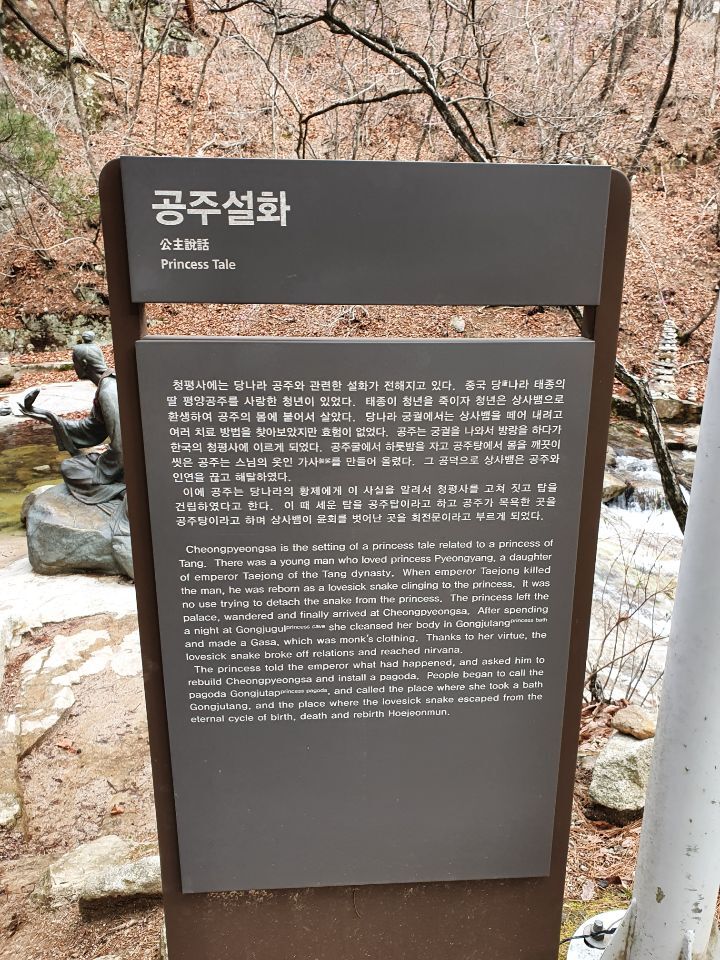 공주설화
公主說話
Princess Tale
청평사에는 당나라 공주와 관련한 설화가 전해지고 있다. 중국 당唐나라 태종의
딸 평양공주를 사랑한 청년이 있었다. 태종이 청년을 죽이자 청년은 상사뱀으로
환생하여 공주의 몸에 붙어서 살았다. 당나라 궁궐에서는 상사뱀을 떼어 내려고
여러 치료 방법을 찾아보았지만 효험이 없었다. 공주는 궁궐을 나와서 방랑을 하다가
한국의 청평사에 이르게 되었다. 공주굴에서 하룻밤을 자고 공주탕에서 몸을 깨끗이
씻은 공주는 스님의 옷인 가사를 만들어 올렸다. 그 공덕으로 상사뱀은 공주와
인연을 끊고 해탈하였다.
이에 공주는 당나라의 황제에게 이 사실을 알려서 청평사를 고쳐 짓고 탑을
건립하였다고 한다. 이 때 세운 탑을 공주탑이라고 하고 공주가 목욕한 곳을
공주탕이라고 하며 상사뱀이 윤회를 벗어난 곳을 회전문이라고 부르게 되었다.
Cheongpyeongsa is the setting of a princess tale related to a princess of
Tang. There was a young man who loved princess Pyeongyang, a daughter
of emperor Taejong of the Tang dynasty. When emperor Taejong killed
the man, he was reborn as a lovesick snake clinging to the princess. It was
no use trying to detach the snake from the princess. The princess left the
palace, wandered and finally arrived at Cheongpyeongsa. After spending
a night at Gongjugul princess cave she cleansed her body in Gongjutang princess bath
and made a Gasa, which was monk's clothing. Thanks to her virtue, the
lovesick snake broke off relations and reached nirvana.
The princess told the emperor what had happened, and asked him to
rebuild Cheongpyeongsa and install a pagoda. People began to call the
pagoda Gongjutap princess pagoda, and called the place where she took a bath
Gongjutang, and the place where the lovesick snake escaped from the
eternal cycle of birth, death and rebirth Hoejeonmun.